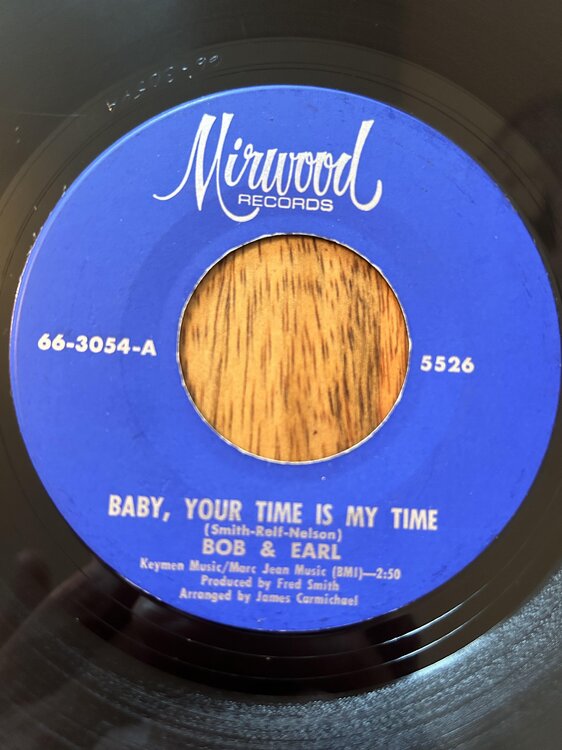 Mirwood
RECORDS
66-3054-A
5526
BABY, YOUR TIME IS MY TIME
(Smith-Relf-Nelson)
BOB & EARL
Keymen Music/Marc Jean Music (BMI)—2:50
Produced by Fred Smith
Arranged by James Carmichael